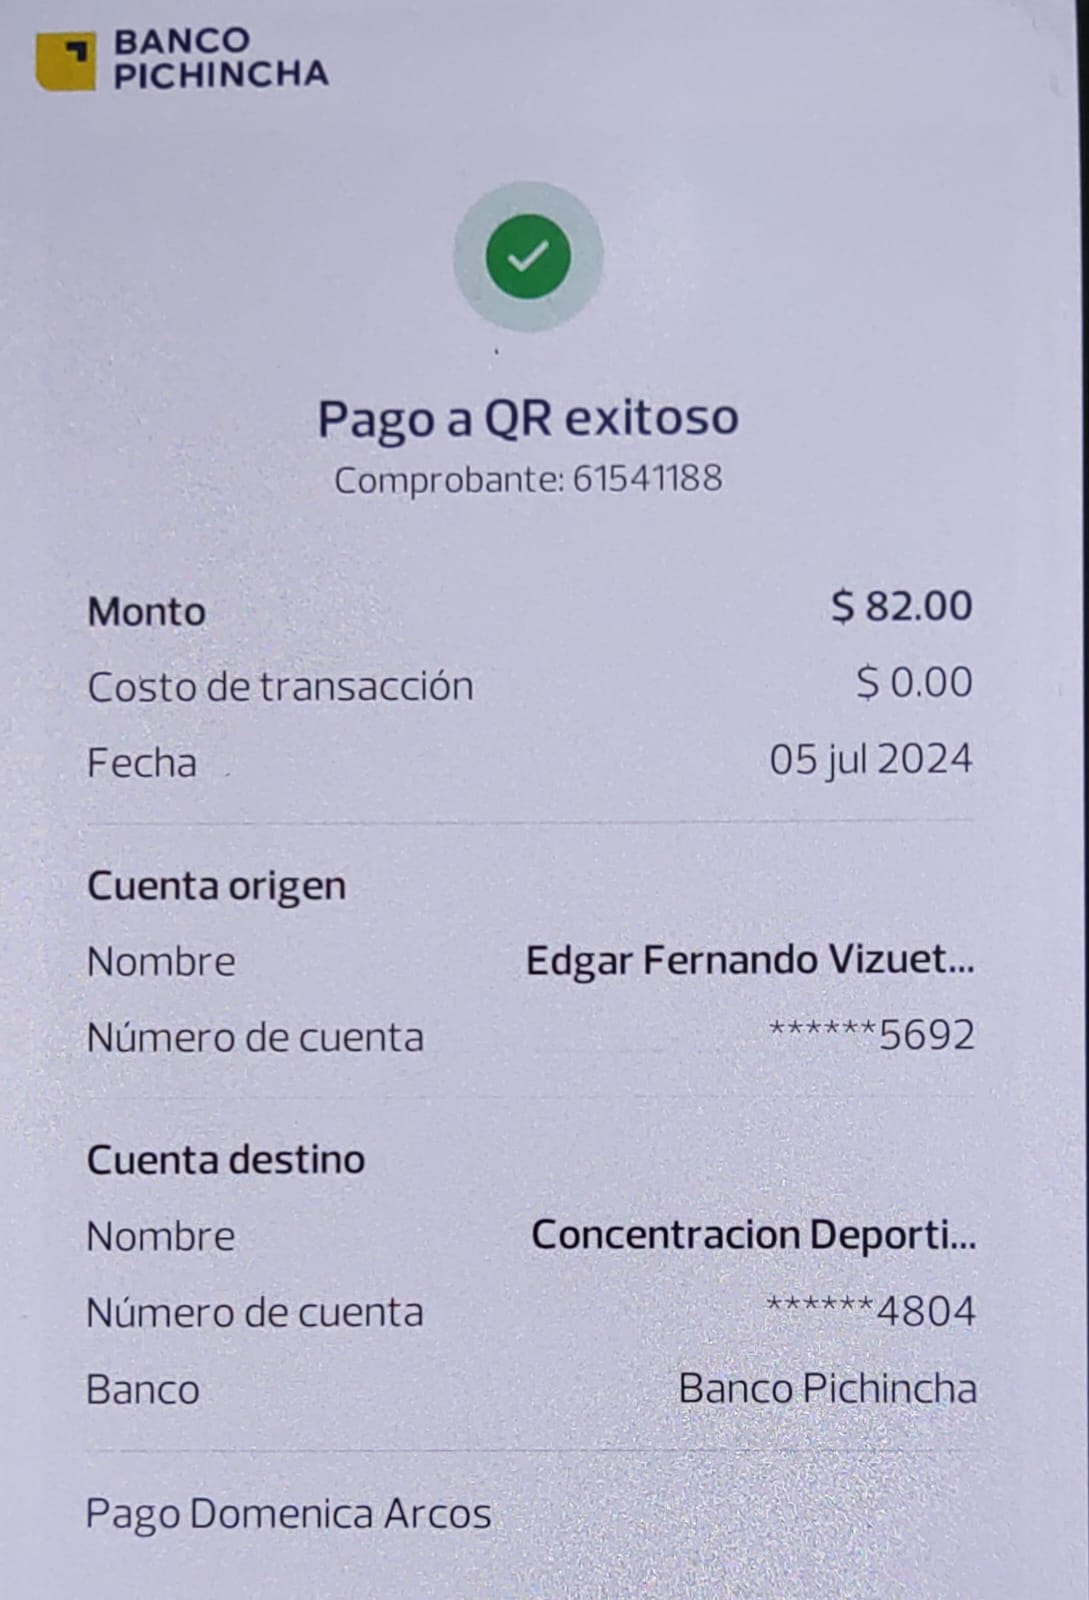 BANCO
PICHINCHA
Pago a QR exitoso
Comprobante: 61541188
Monto $ 82.00
Costo de transacción $ 0.00
Fecha 05 jul 2024
Cuenta origen
Nombre Edgar Fernando Vizuet...
Número de cuenta ******5692
Cuenta destino
Nombre Concentracion Deporti...
Número de cuenta ******4804
Banco Banco Pichincha
Pago Domenica Arcos